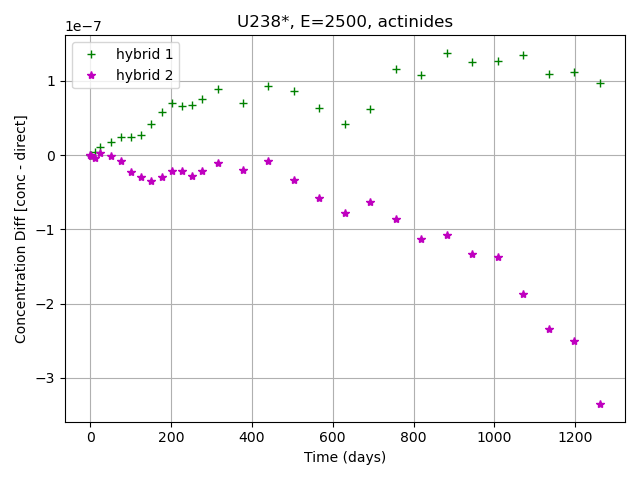 U238*, E=2500, actinides
1e−7
hybrid 1
hybrid 2
1
0
−1
−2
−3
Concentration Diff [conc - direct]
0 200 400 600 800 1000 1200
Time (days)